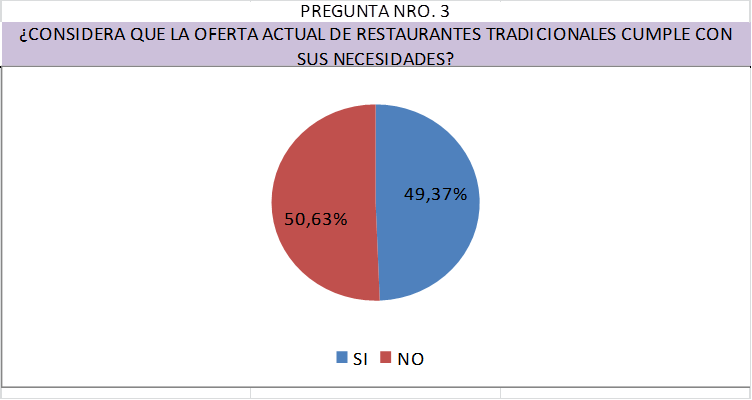 PREGUNTA NRO. 3
¿CONSIDERA QUE LA OFERTA ACTUAL DE RESTAURANTES TRADICIONALES CUMPLE CON
SUS NECESIDADES?
49,37%
50,63%
SI NO